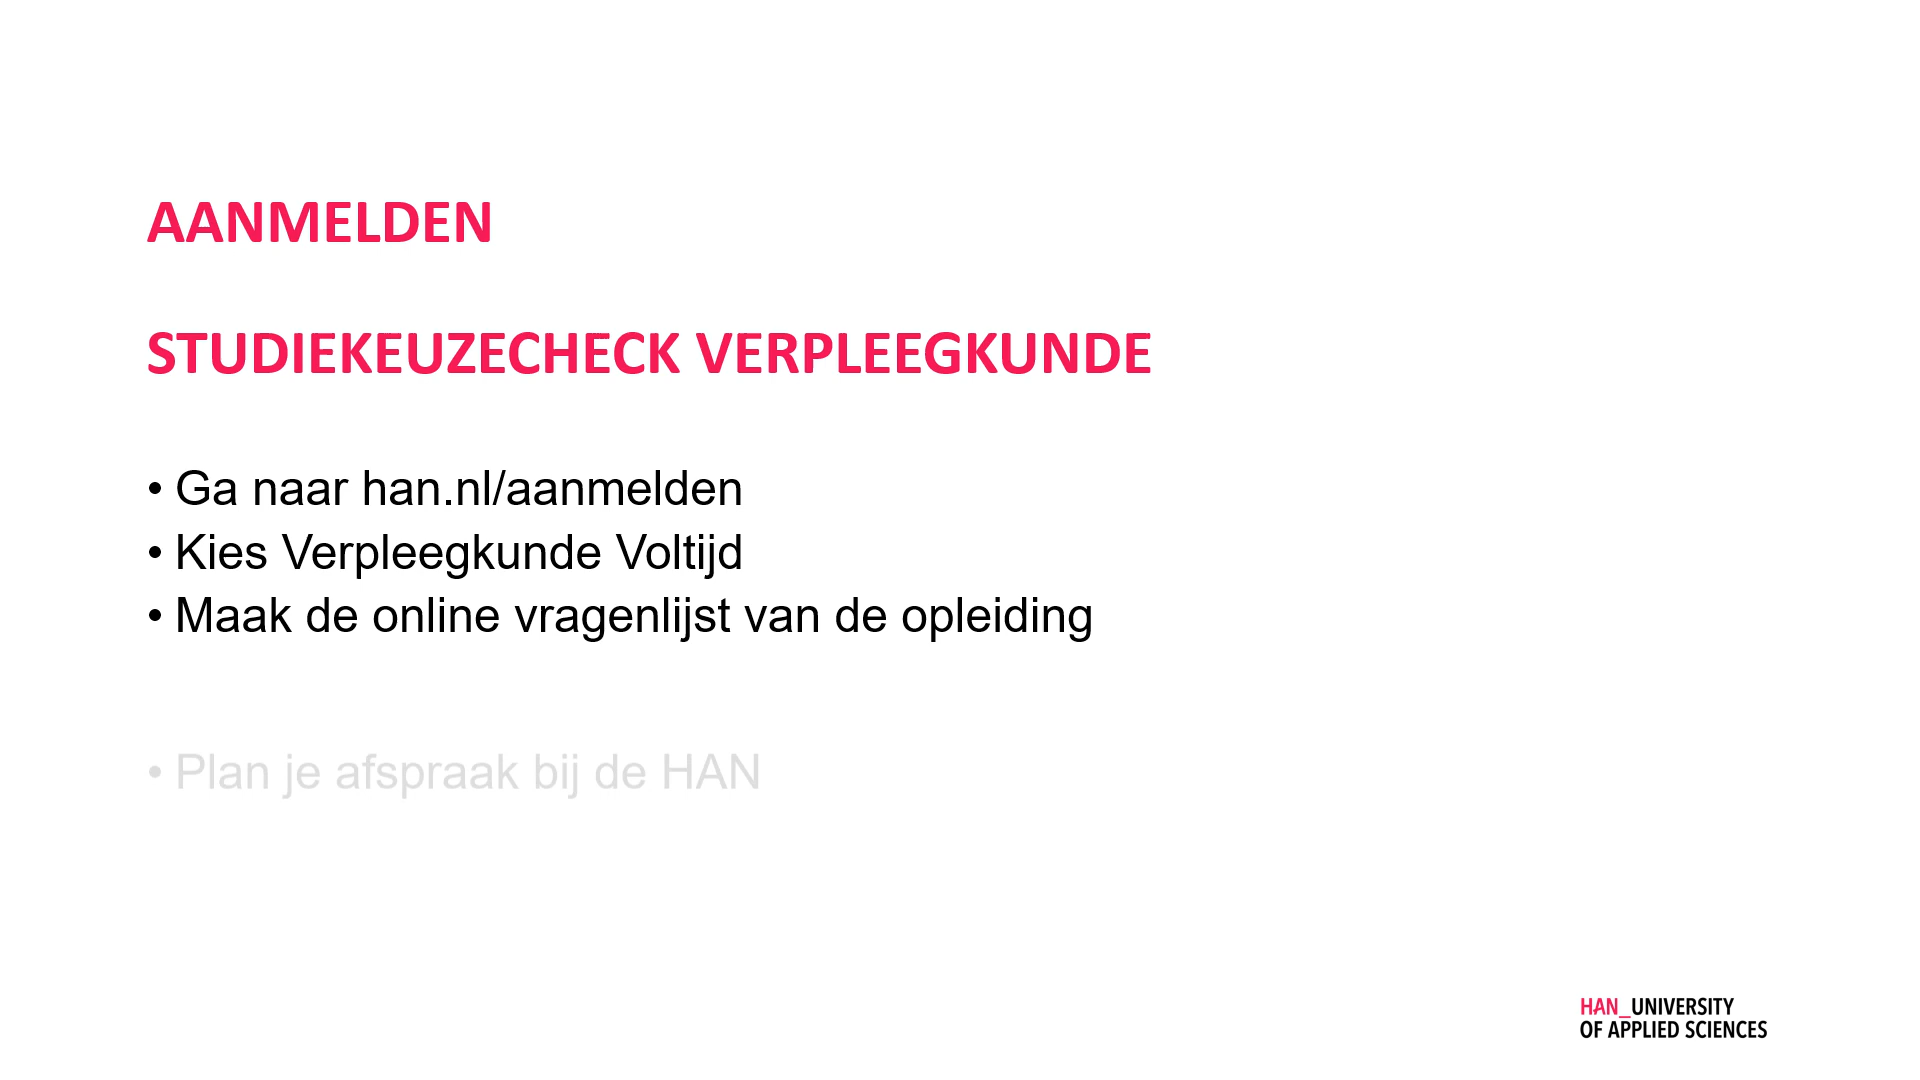 AANMELDEN
STUDIEKEUZECHECK VERPLEEGKUNDE
• Ga naar han.nl/aanmelden
• Kies Verpleegkunde Voltijd
• Maak de online vragenlijst van de opleiding
• Plan je afspraak bij de HAN
HAN_UNIVERSITY
OF APPLIED SCIENCES